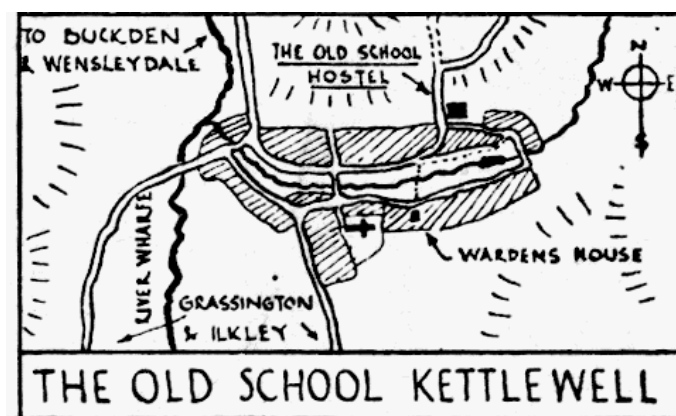 TO BUCKDEN
& WENSLEYDALE
THE OLD SCHOOL
HOSTEL
N
W E
S
RIVER WHARFE
GRASSINGTON
& ILKLEY
WARDENS HOUSE
THE OLD SCHOOL KETTLEWELL